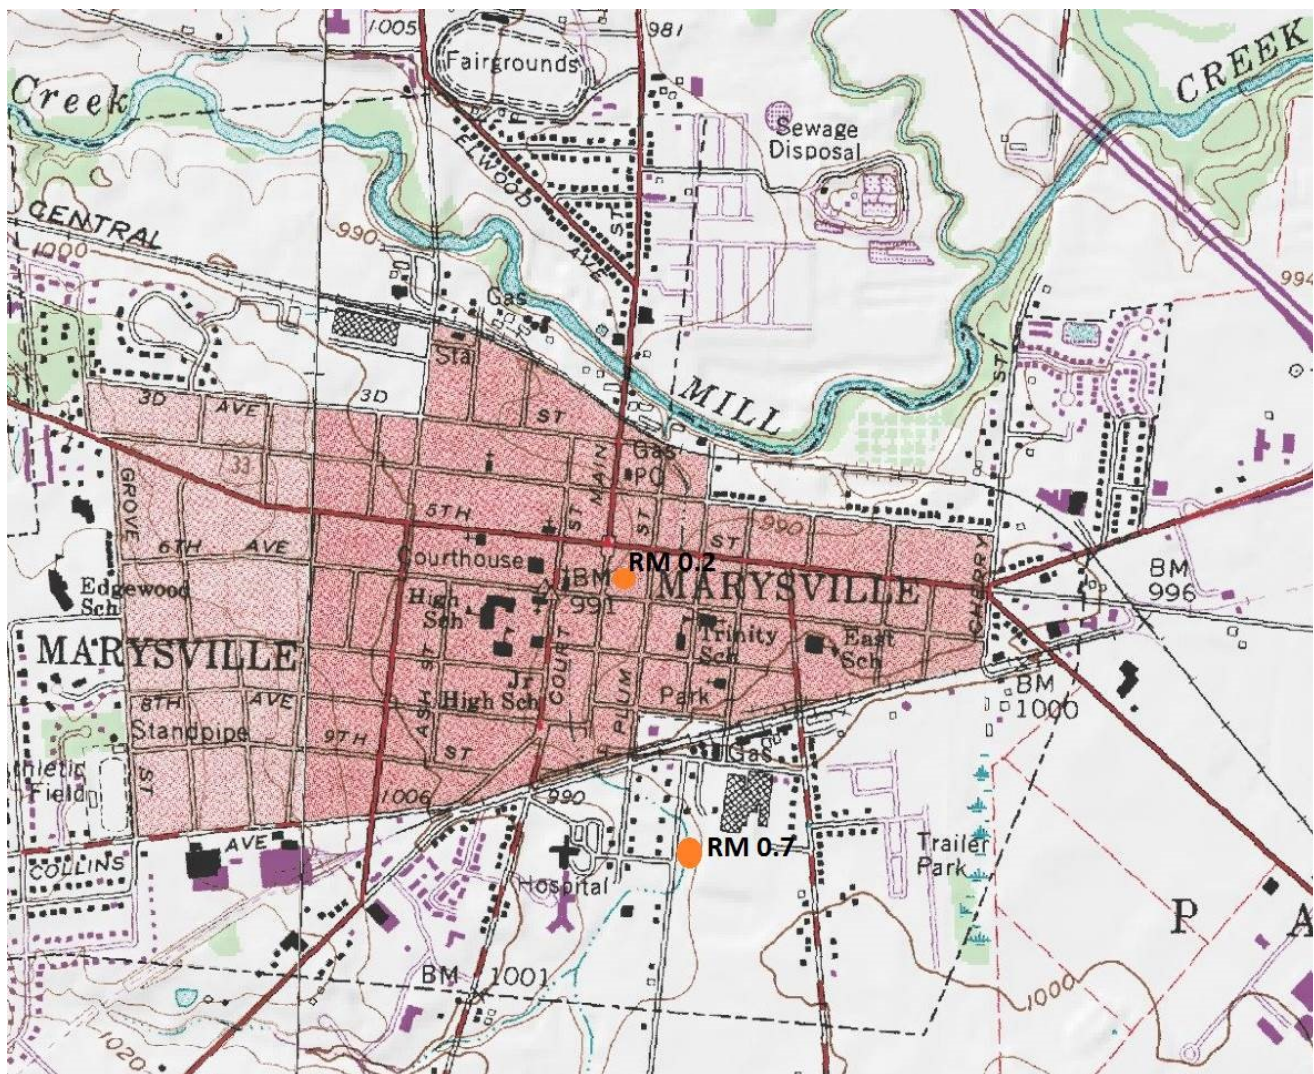 1005
981
Fairgrounds
Creek
CREEK
Sewage
Disposal
ELWOOD
AVE
ST
CENTRAL
1000
990
Gas
Sta
ST
3D
AVE
3D
ST
MILL
MAIN
ST
Gas
PO
33
5TH
ST
ST
990
GROVE
6TH
AVE
Courthouse
RM 0.2
BM
991
MARYSVILLE
CHERRY
BM
996
Edgewood
Sch
High
Sch
Trinity
Sch
East
Sch
MARYSVILLE
Jr
High Sch
COURT
PLUM
Park
ASH ST
BM
1000
8TH
AVE
Standpipe
9TH
ST
Gas
ST
Field
1006
990
RM 0.7
COLLINS
AVE
Hospital
Trailer
Park
P
A
BM
1001
1000
1020